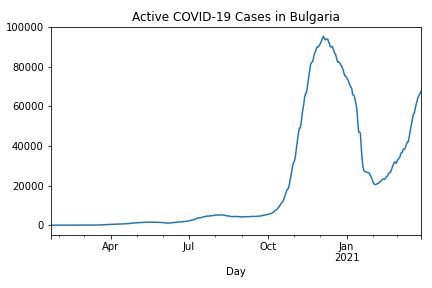 Active COVID-19 Cases in Bulgaria
100000
80000
60000
40000
20000
0
Apr
Jul
Oct
Jan
2021
Day